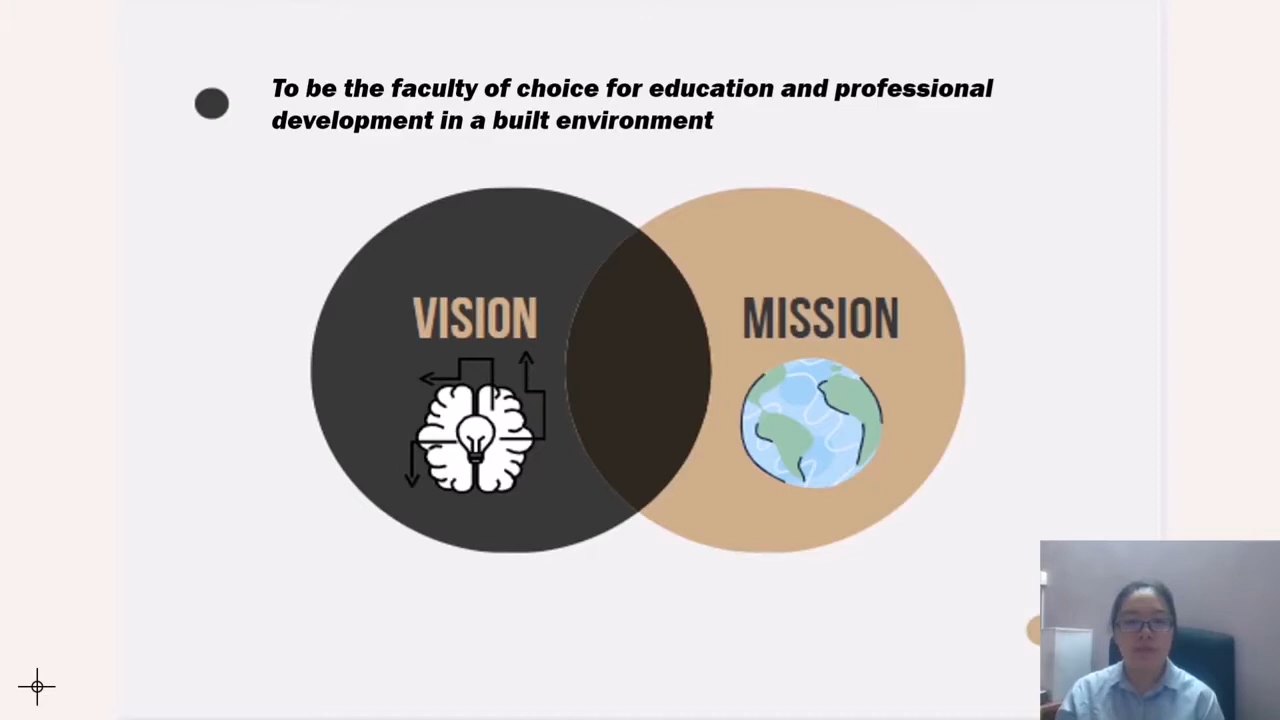 To be the faculty of choice for education and professional
development in a built environment
VISION
MISSION